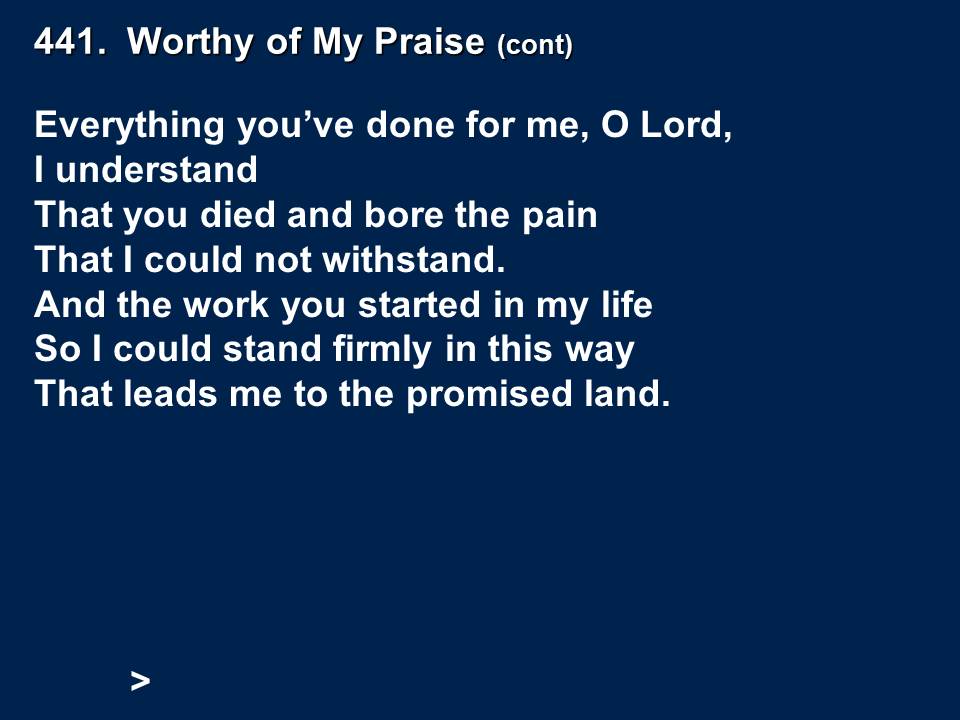 441.  Worthy of My Praise (cont)
Everything you’ve done for me, O Lord,
I understand
That you died and bore the pain
That I could not withstand.
And the work you started in my life
So I could stand firmly in this way
That leads me to the promised land.
>